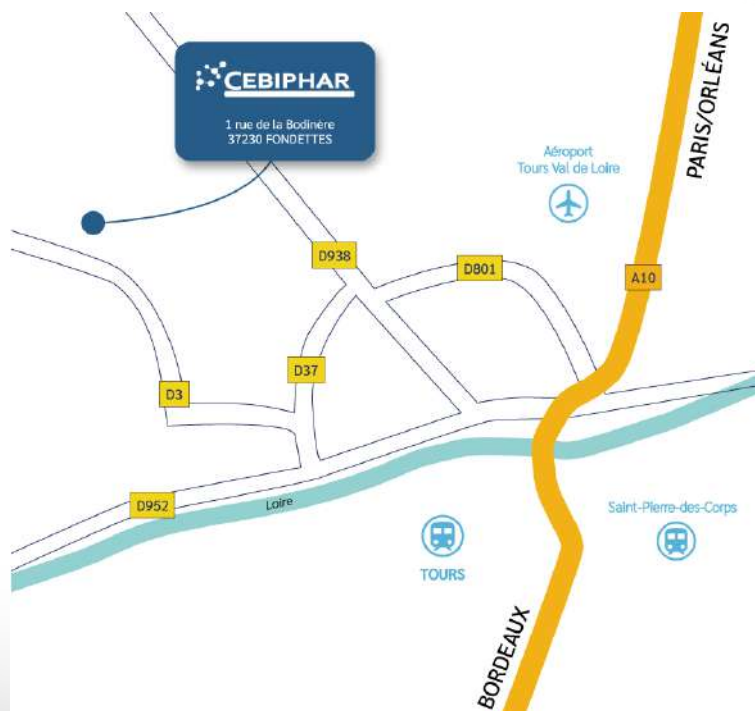 CEBIPHAR
1 rue de la Bodinère
37230 FONDETTES
PARIS/ORLÉANS
Aéroport
Tours Val de Loire
D938
D801
A10
D37
D3
D952
Loire
Saint-Pierre-des-Corps
TOURS
BORDEAUX